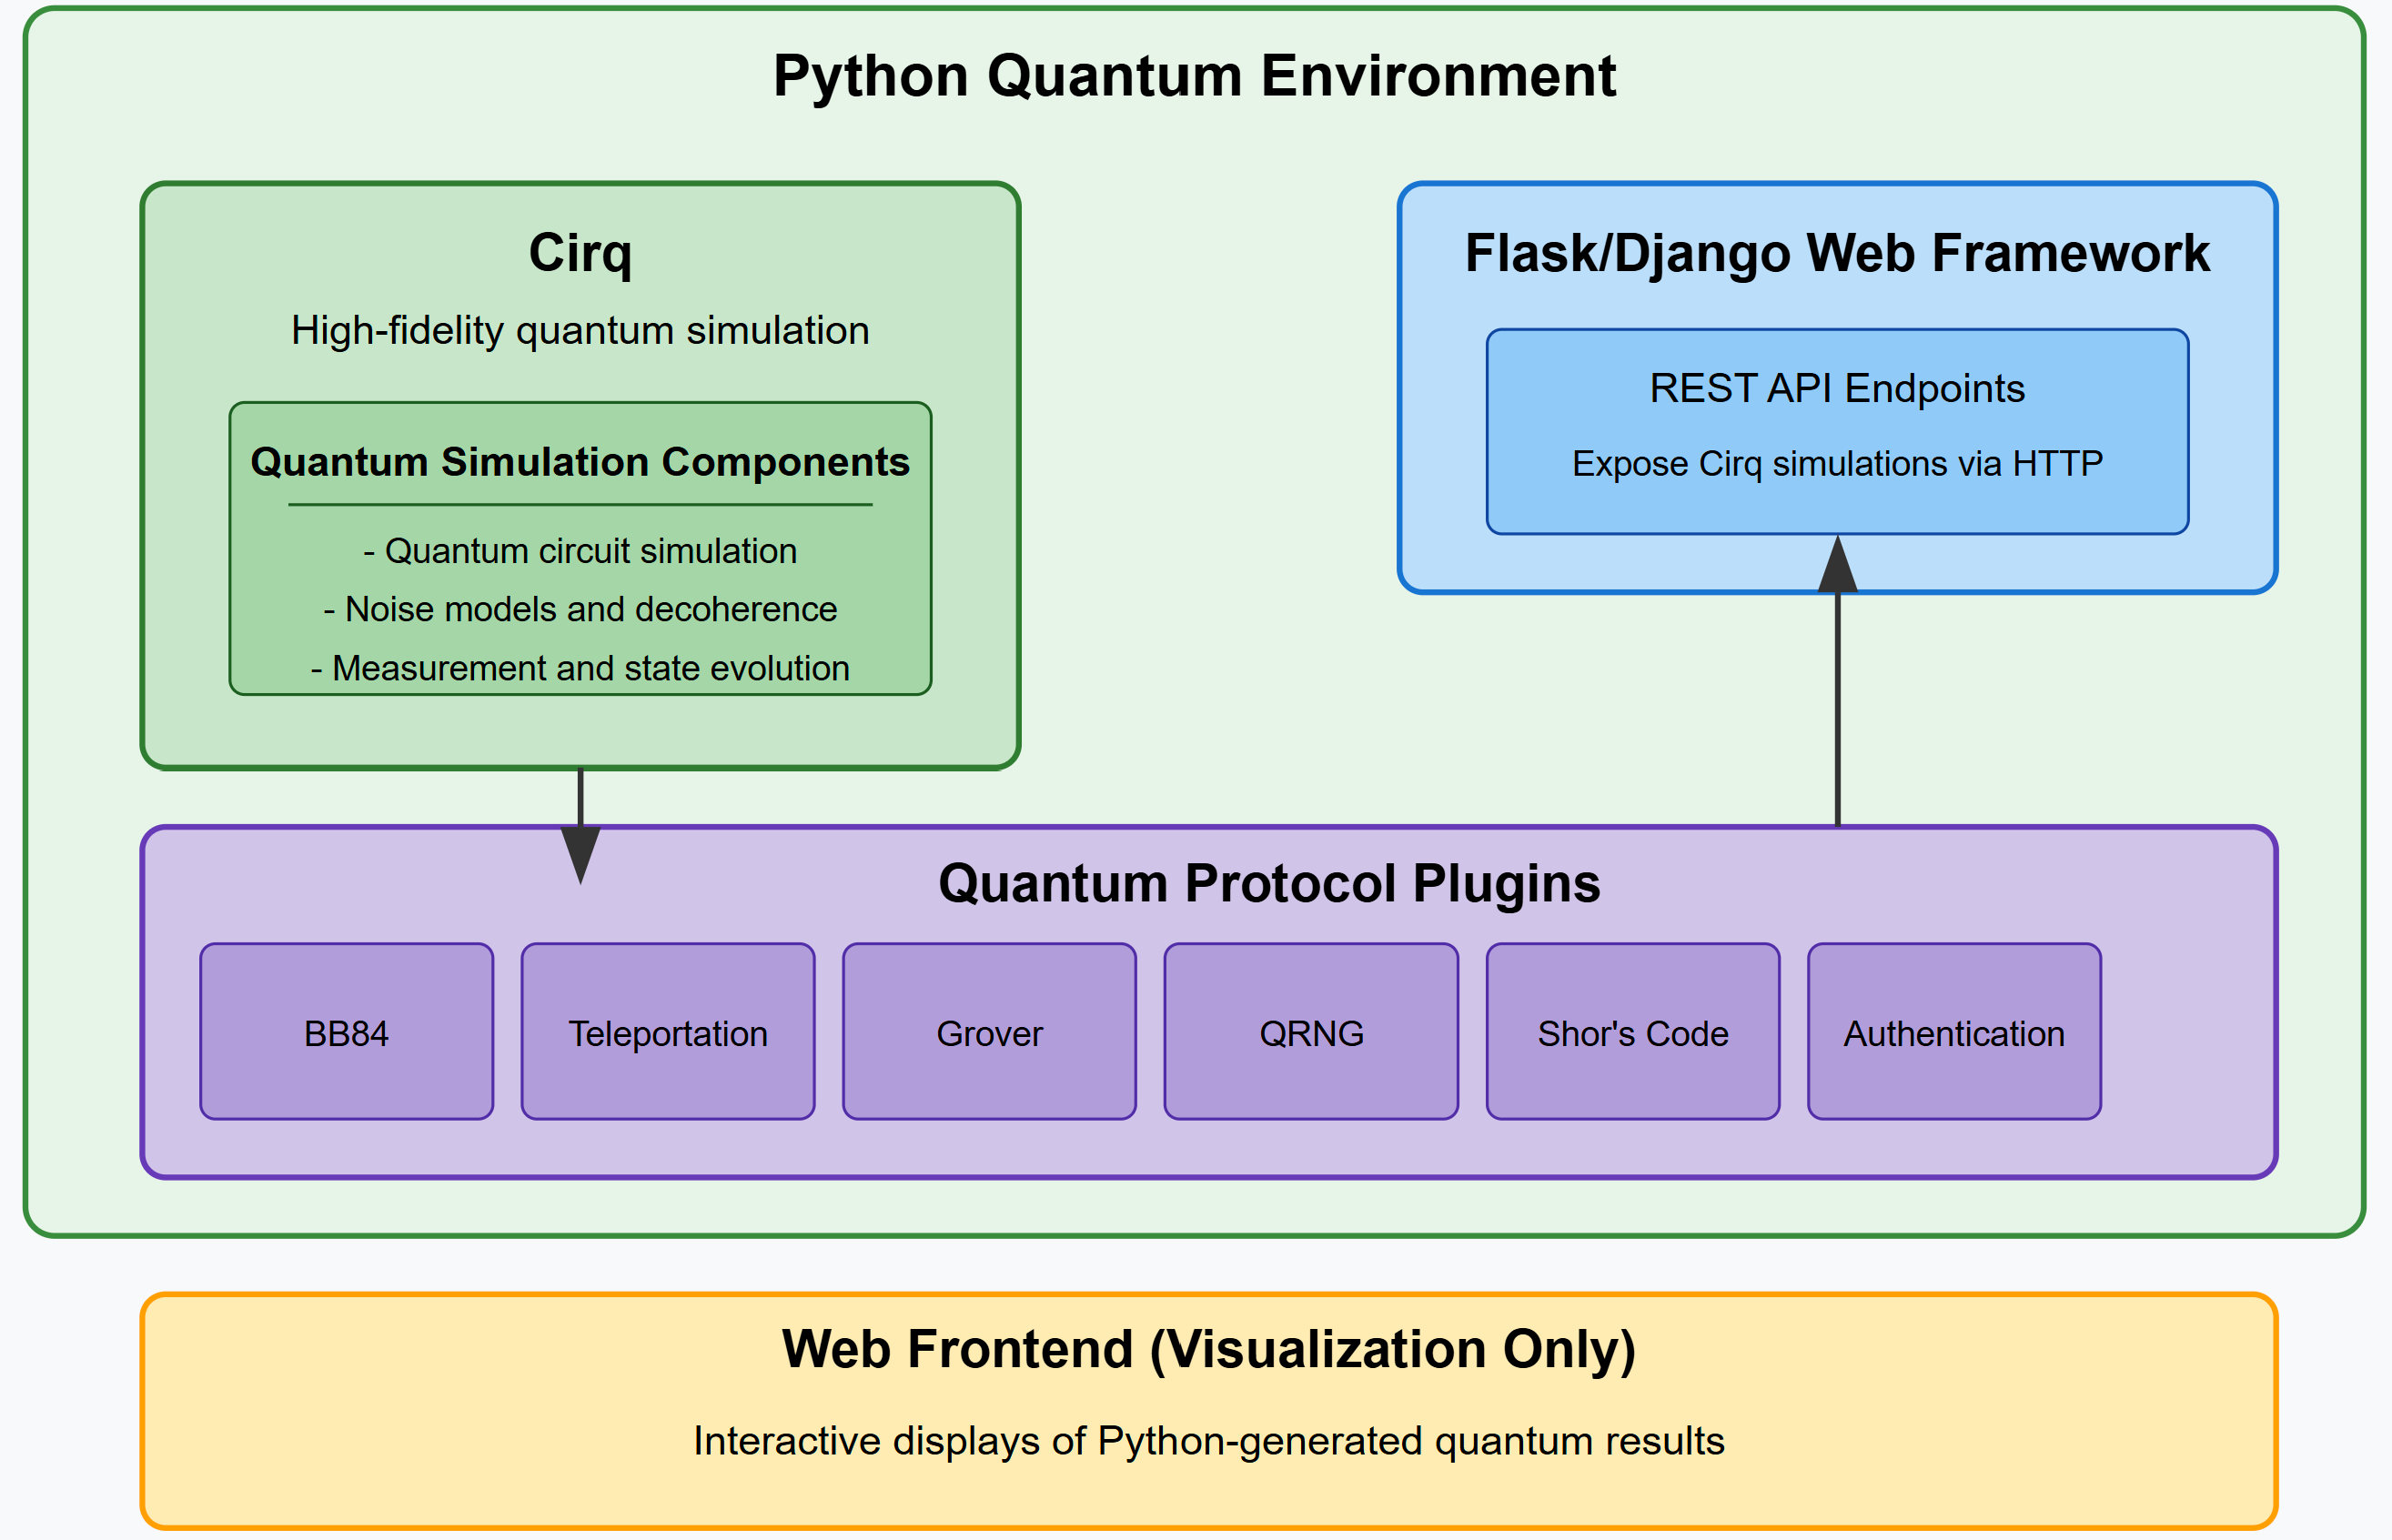 Python Quantum Environment
Cirq
High-fidelity quantum simulation
Quantum Simulation Components
- Quantum circuit simulation
- Noise models and decoherence
- Measurement and state evolution
Flask/Django Web Framework
REST API Endpoints
Expose Cirq simulations via HTTP
Quantum Protocol Plugins
BB84
Teleportation
Grover
QRNG
Shor's Code
Authentication
Web Frontend (Visualization Only)
Interactive displays of Python-generated quantum results